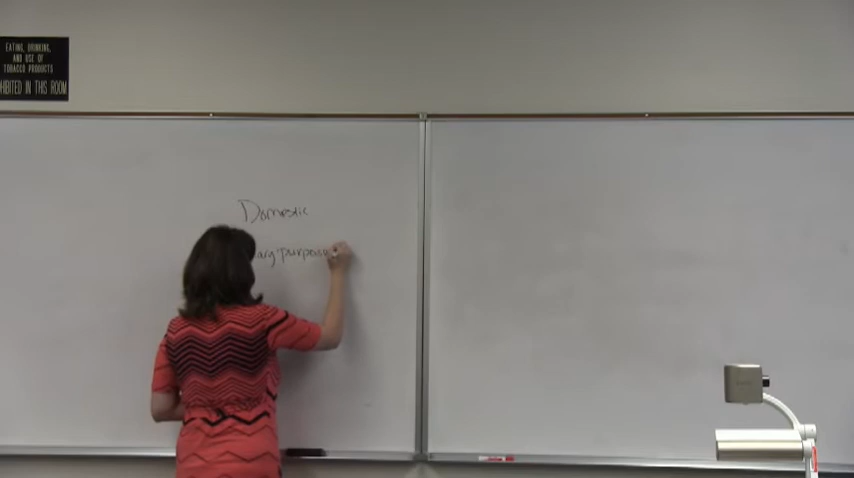 EATING, DRINKING,
AND USE OF
TOBACCO PRODUCTS
HIBITED IN THIS ROOM
Domestic